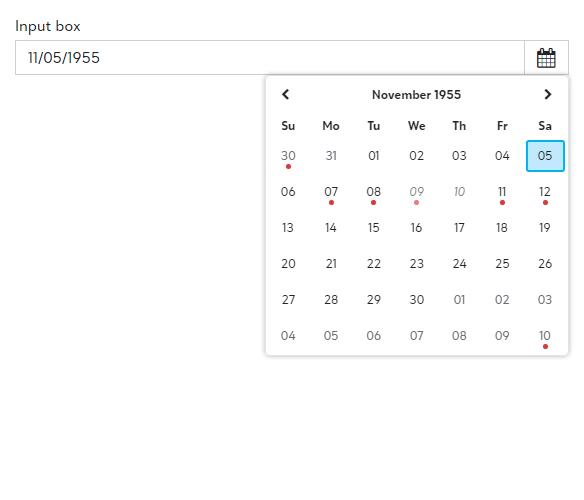 Input box
11/05/1955
November 1955
Su Mo Tu We Th Fr Sa
30 31 01 02 03 04 05
06 07 08 09 10 11 12
13 14 15 16 17 18 19
20 21 22 23 24 25 26
27 28 29 30 01 02 03
04 05 06 07 08 09 10